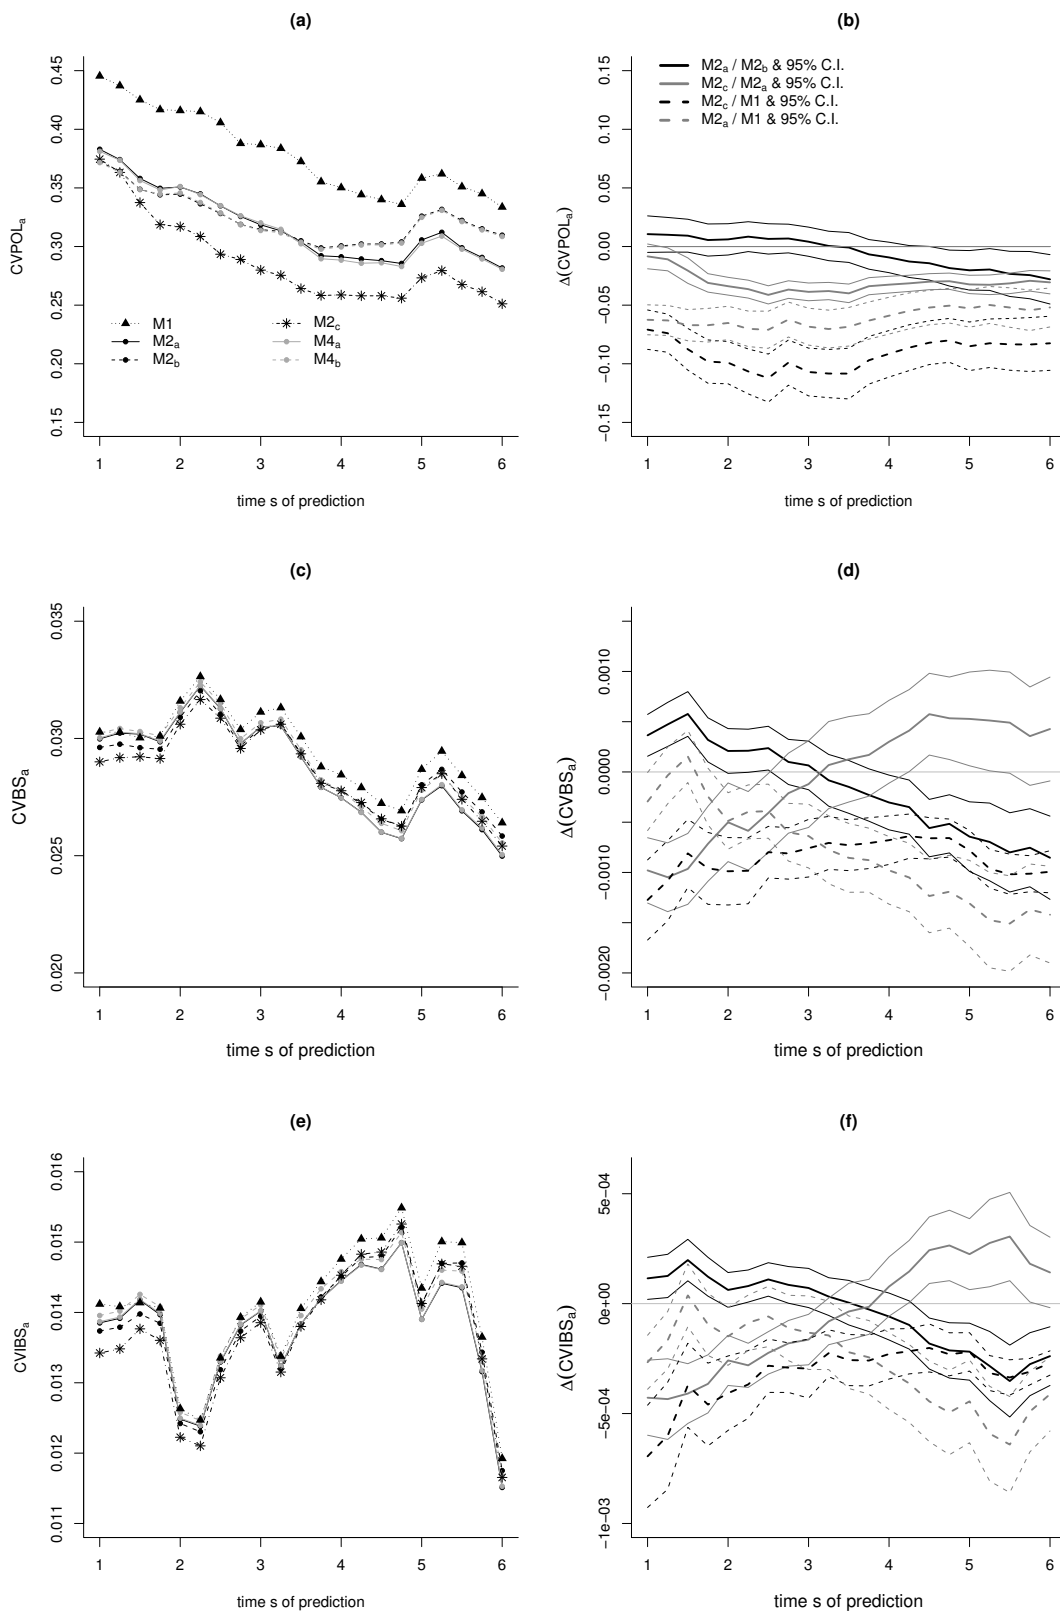 (a)
CVPOLa
0.45
0.40
0.35
0.30
0.25
0.20
0.15
M1
M2a
M2b
M2c
M4a
M4b
1 2 3 4 5 6
time s of prediction
(b)
Δ(CVPOLa)
0.15
0.10
0.05
0.00
−0.05
−0.10
−0.15
M2a / M2b & 95% C.I.
M2c / M2a & 95% C.I.
M2c / M1 & 95% C.I.
M2a / M1 & 95% C.I.
1 2 3 4 5 6
time s of prediction
(c)
CVBSa
0.035
0.030
0.025
0.020
1 2 3 4 5 6
time s of prediction
(d)
Δ(CVBSa)
0.0010
0.0000
−0.0010
−0.0020
1 2 3 4 5 6
time s of prediction
(e)
CVIBSa
0.016
0.015
0.014
0.013
0.012
0.011
1 2 3 4 5 6
time s of prediction
(f)
Δ(CVIBSa)
5e−04
0e+00
−5e−04
−1e−03
1 2 3 4 5 6
time s of prediction